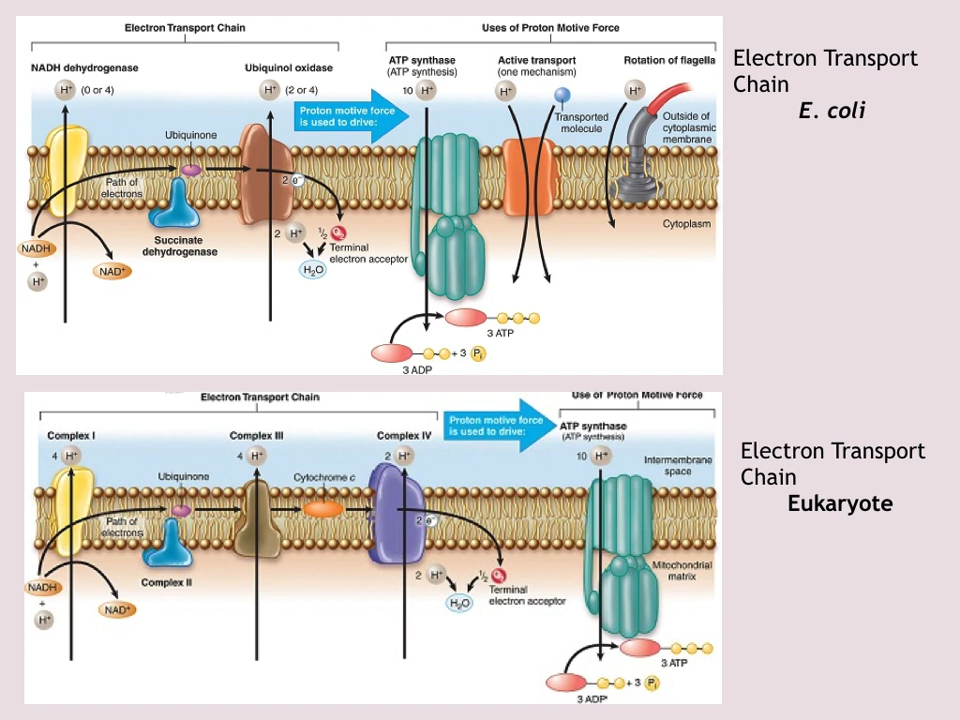 Electron Transport Chain
Uses of Proton Motive Force
NADH dehydrogenase
H+ (0 or 4)
Ubiquinol oxidase
H+ (2 or 4)
ATP synthase
(ATP synthesis)
10 H+
Active transport
(one mechanism)
H+
Rotation of flagella
H+
Proton motive force
is used to drive:
Transported
molecule
Outside of
cytoplasmic
membrane
Ubiquinone
Path of
electrons
2 e-
Succinate
dehydrogenase
Cytoplasm
NADH
+
H+
NAD+
2 H+
½ O2
Terminal
electron acceptor
H2O
3 ATP
+ 3 Pi
3 ADP
Electron Transport
Chain
E. coli
Electron Transport Chain
Use of Proton Motive Force
Proton motive force
is used to drive:
Complex I
4 H+
Complex III
4 H+
Complex IV
2 H+
ATP synthase
(ATP synthesis)
10 H+
Intermembrane
space
Ubiquinone
Cytochrome c
Path of
electrons
2 e-
Complex II
Mitochondrial
matrix
NADH
+
H+
NAD+
2 H+
½ O2
Terminal
electron acceptor
H2O
3 ATP
+ 3 Pi
3 ADP
Electron Transport
Chain
Eukaryote